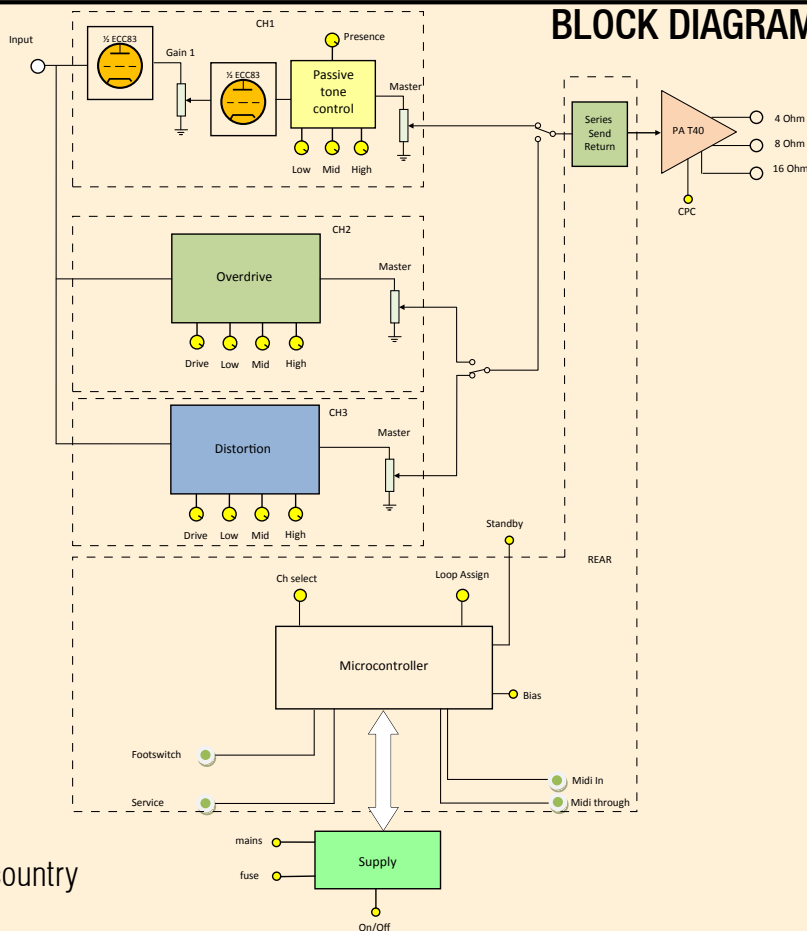 BLOCK DIAGRAM
Input
CH1
½ ECC83
Gain 1
½ ECC83
Presence
Passive
tone
control
Master
Low Mid High
Series
Send
Return
PA T40
4 Ohm
8 Ohm
16 Ohm
CPC
CH2
Overdrive
Master
Drive Low Mid High
CH3
Distortion
Master
Drive Low Mid High
Standby
REAR
Ch select
Loop Assign
Microcontroller
Bias
Footswitch
Service
Midi In
Midi through
mains
fuse
Supply
On/Off
ountry